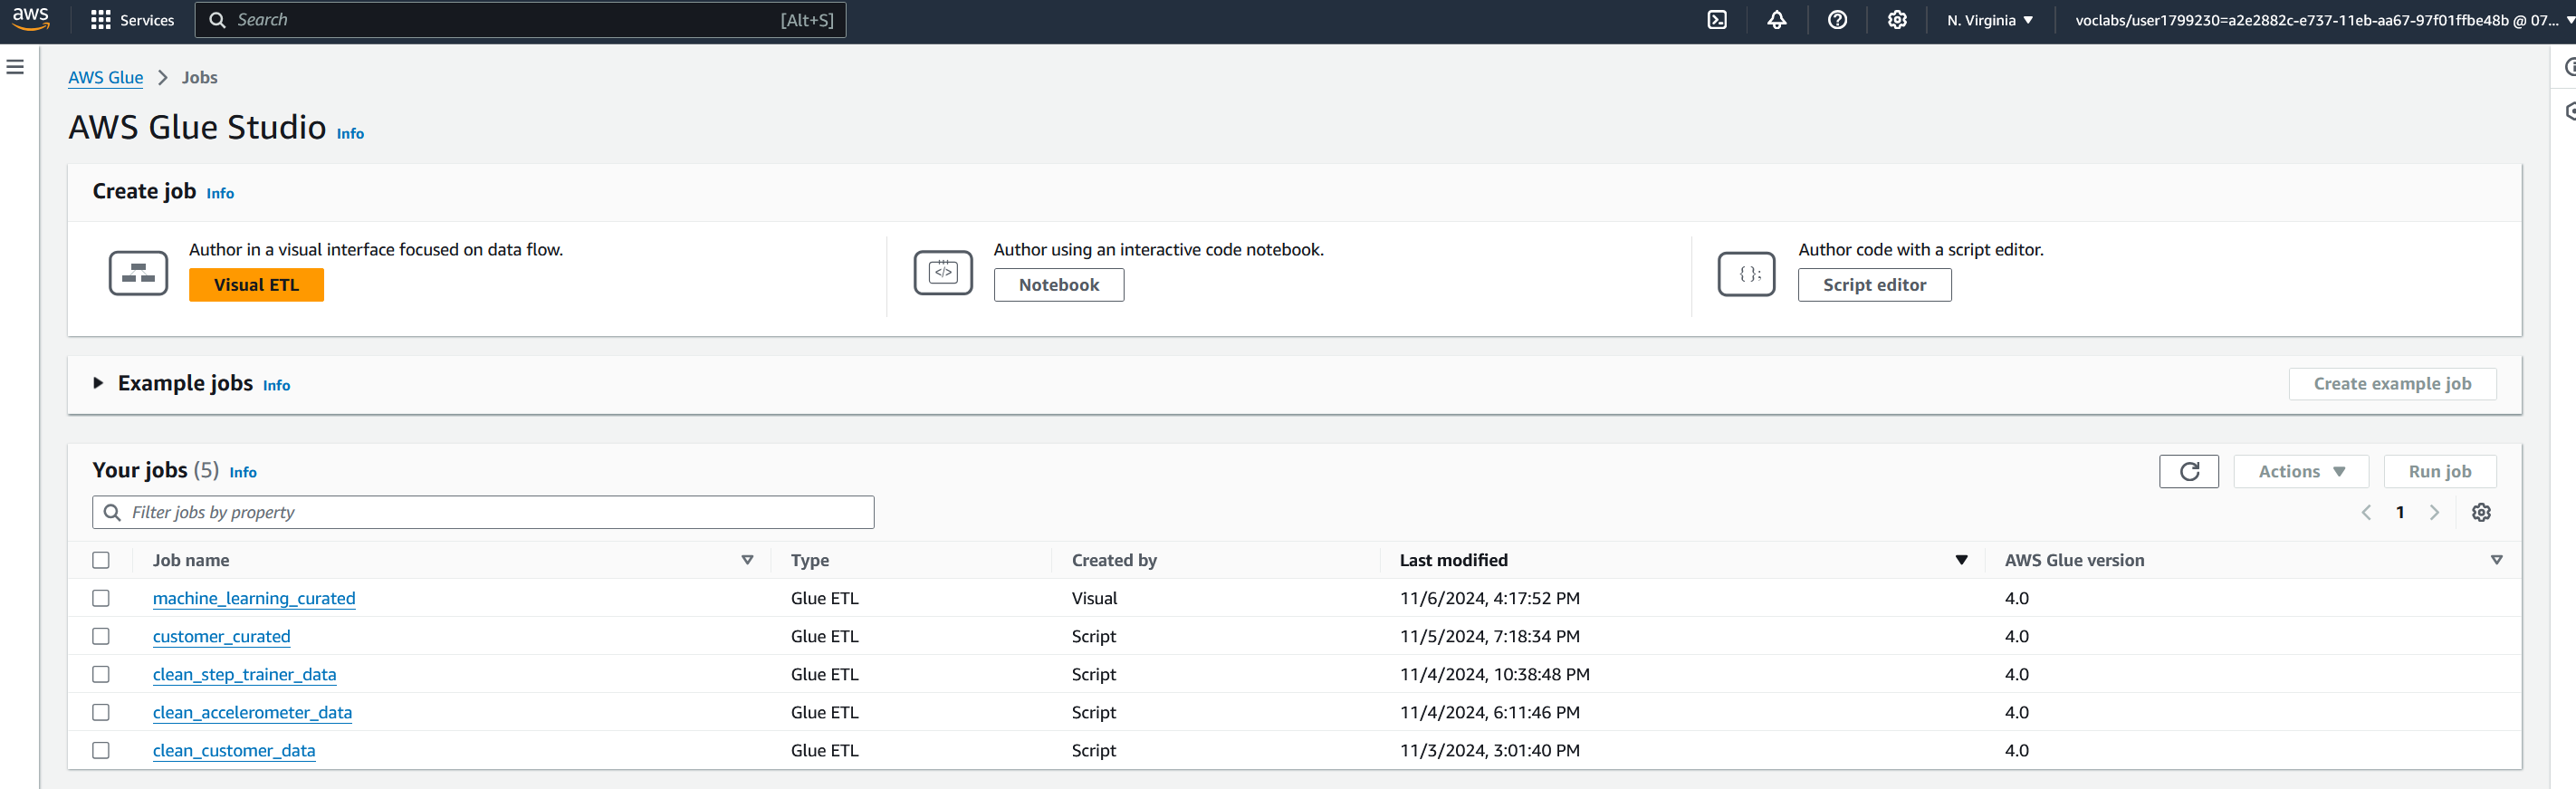 aws Services Search [Alt+S] N. Virginia ▼ voclabs/user1799230=a2e2882c-e737-11eb-aa67-97f01ffbe48b @ 07... ▼
AWS Glue > Jobs
AWS Glue Studio Info
Create job Info
Author in a visual interface focused on data flow.
Visual ETL
Author using an interactive code notebook.
</>
Notebook
Author code with a script editor.
{ };
Script editor
Example jobs Info
Create example job
Your jobs (5) Info
Actions ▼ Run job
Filter jobs by property
1
Job name Type Created by Last modified AWS Glue version
machine_learning_curated Glue ETL Visual 11/6/2024, 4:17:52 PM 4.0
customer_curated Glue ETL Script 11/5/2024, 7:18:34 PM 4.0
clean_step_trainer_data Glue ETL Script 11/4/2024, 10:38:48 PM 4.0
clean_accelerometer_data Glue ETL Script 11/4/2024, 6:11:46 PM 4.0
clean_customer_data Glue ETL Script 11/3/2024, 3:01:40 PM 4.0